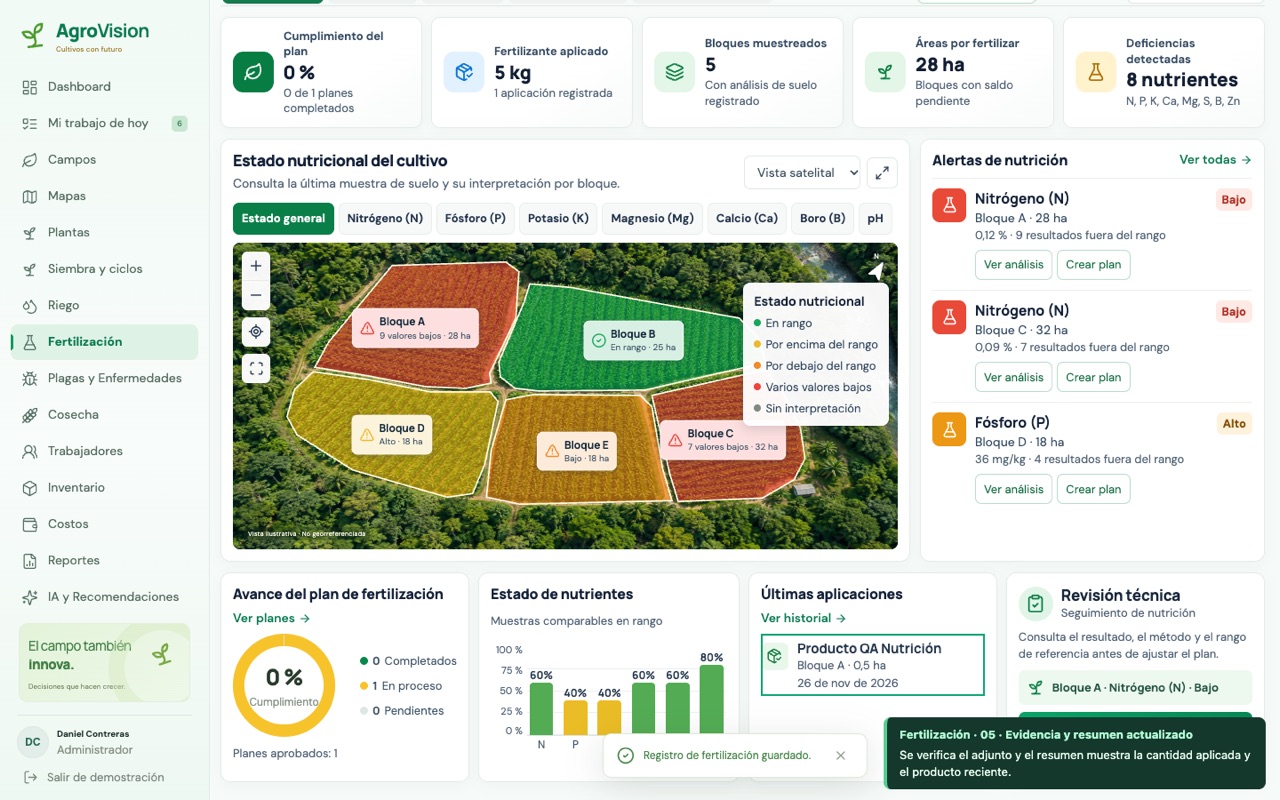 AgroVision
Cultivos con futuro
Dashboard
Mi trabajo de hoy 6
Campos
Mapas
Plantas
Siembra y ciclos
Riego
Fertilización
Plagas y Enfermedades
Cosecha
Trabajadores
Inventario
Costos
Reportes
IA y Recomendaciones
El campo también
innova.
Decisiones que hacen crecer.
DC
Daniel Contreras
Administrador
Salir de demostración
Cumplimiento del
plan
0 %
0 de 1 planes
completados
Fertilizante aplicado
5 kg
1 aplicación registrada
Bloques muestreados
5
Con análisis de suelo
registrado
Áreas por fertilizar
28 ha
Bloques con saldo
pendiente
Deficiencias
detectadas
8 nutrientes
N, P, K, Ca, Mg, S, B, Zn
Estado nutricional del cultivo
Consulta la última muestra de suelo y su interpretación por bloque.
Vista satelital
Estado general
Nitrógeno (N)
Fósforo (P)
Potasio (K)
Magnesio (Mg)
Calcio (Ca)
Boro (B)
pH
N
Bloque A
9 valores bajos · 28 ha
Bloque B
En rango · 25 ha
Bloque D
Alto · 18 ha
Bloque E
Bajo · 18 ha
Bloque C
7 valores bajos · 32 ha
Estado nutricional
En rango
Por encima del rango
Por debajo del rango
Varios valores bajos
Sin interpretación
Vista ilustrativa · No georreferenciada
Alertas de nutrición
Ver todas →
Nitrógeno (N)
Bajo
Bloque A · 28 ha
0,12 % · 9 resultados fuera del rango
Ver análisis
Crear plan
Nitrógeno (N)
Bajo
Bloque C · 32 ha
0,09 % · 7 resultados fuera del rango
Ver análisis
Crear plan
Fósforo (P)
Alto
Bloque D · 18 ha
36 mg/kg · 4 resultados fuera del rango
Ver análisis
Crear plan
Avance del plan de fertilización
Ver planes →
0 %
Cumplimiento
0 Completados
1 En proceso
0 Pendientes
Planes aprobados: 1
Estado de nutrientes
Muestras comparables en rango
100 %
75 %
50 %
25 %
0 %
60%
40%
40%
60%
60%
80%
N
P
Últimas aplicaciones
Ver historial →
Producto QA Nutrición
Bloque A · 0,5 ha
26 de nov de 2026
Revisión técnica
Seguimiento de nutrición
Consulta el resultado, el método y el rango
de referencia antes de ajustar el plan.
Bloque A · Nitrógeno (N) · Bajo
Registro de fertilización guardado.
Fertilización · 05 · Evidencia y resumen actualizado
Se verifica el adjunto y el resumen muestra la cantidad aplicada y
el producto reciente.